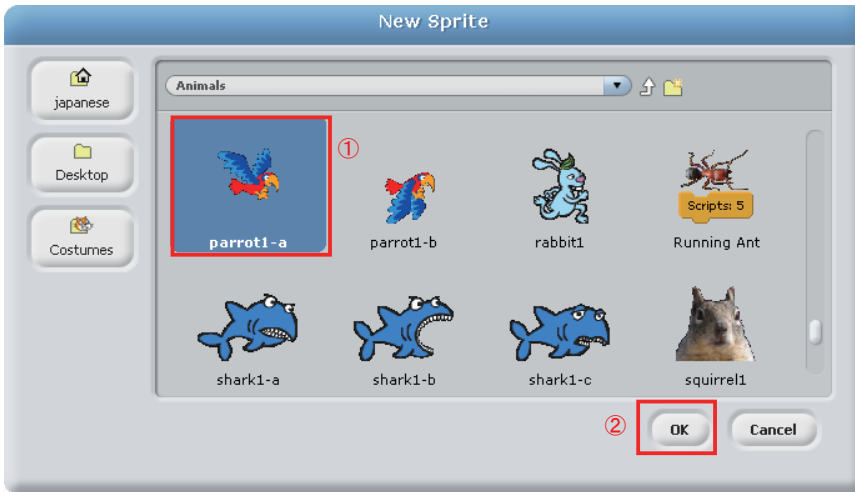 New Sprite
japanese
Animals
①
Desktop
Scripts: 5
parrot1-a
parrot1-b
rabbit1
Running Ant
Costumes
shark1-a
shark1-b
shark1-c
squirrel1
②
OK
Cancel